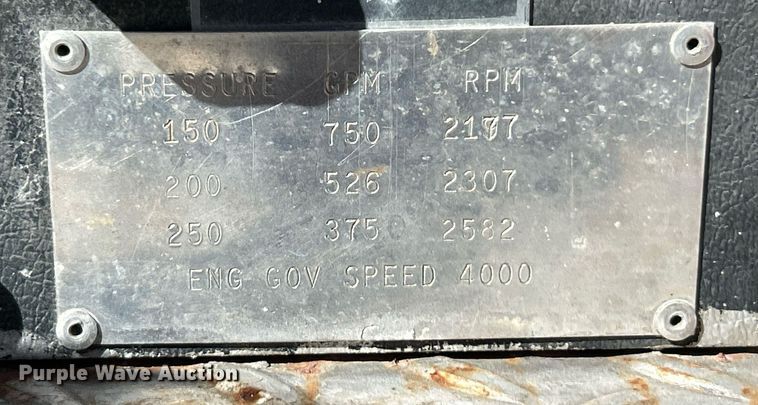 PRESSURE GPM RPM
150 750 2177
200 526 2307
250 375 2582
ENG GOV SPEED 4000
Purple Wave Auction